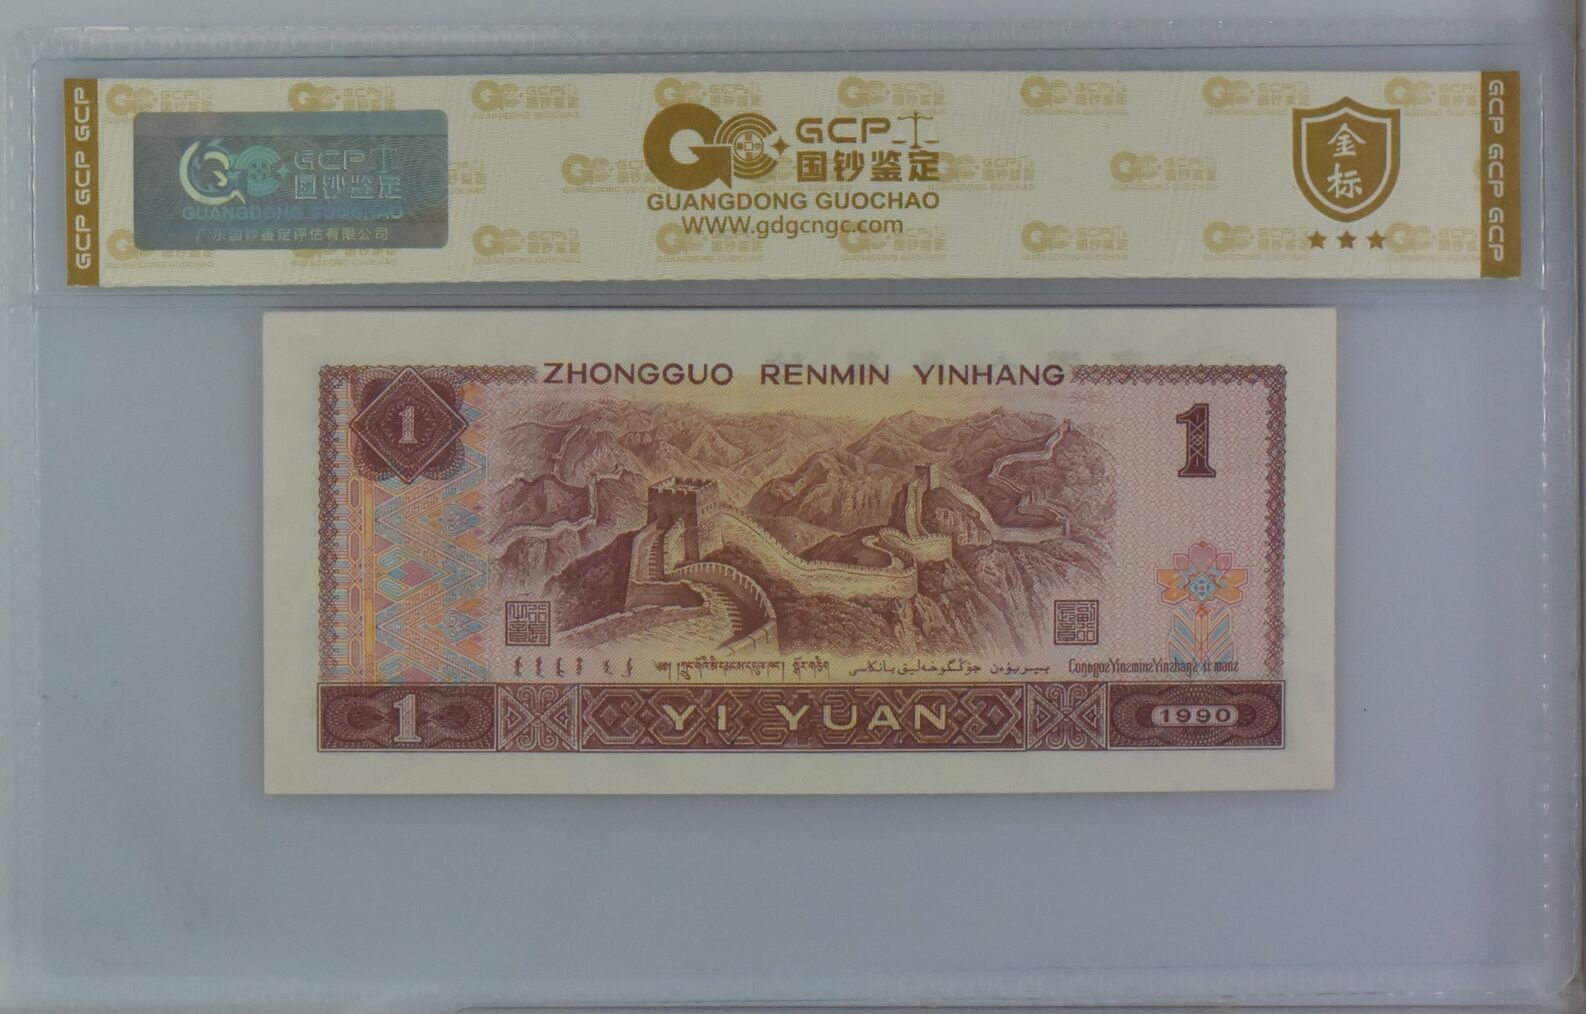 GCP GCP GCP
GCP
国钞鉴定
GUANGDONG GUOCHAO
广东国钞鉴定评估有限公司
GCP
国钞鉴定
GUANGDONG GUOCHAO
WWW.gdgcngc.com
金标
GCP GCP GCP
ZHONGGUO RENMIN YINHANG
1
1
1
YI YUAN
1990